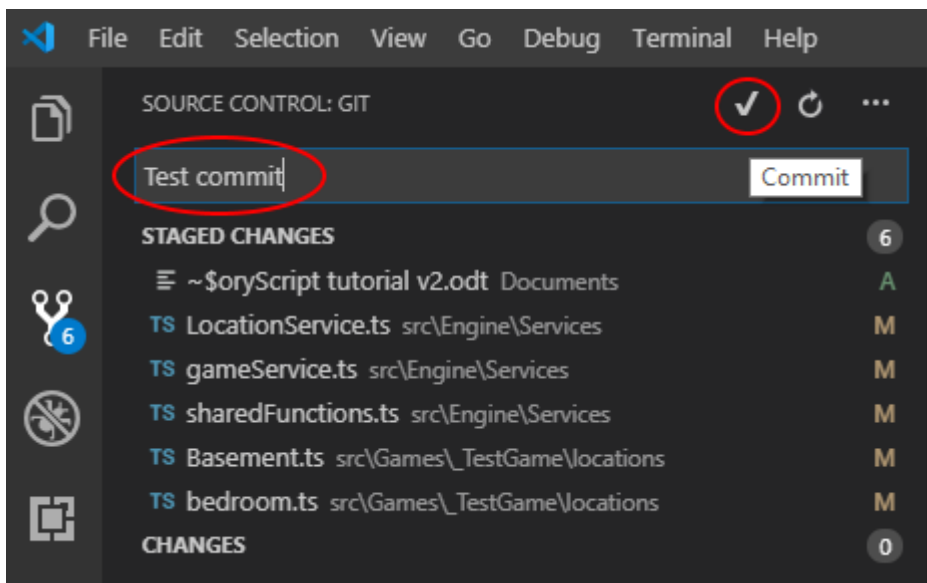 File Edit Selection View Go Debug Terminal Help
SOURCE CONTROL: GIT
Test commit
Commit
STAGED CHANGES 6
~$oryScript tutorial v2.odt Documents A
6
TS LocationService.ts src\Engine\Services M
TS gameService.ts src\Engine\Services M
TS sharedFunctions.ts src\Engine\Services M
TS Basement.ts src\Games\_TestGame\locations M
TS bedroom.ts src\Games\_TestGame\locations M
CHANGES 0